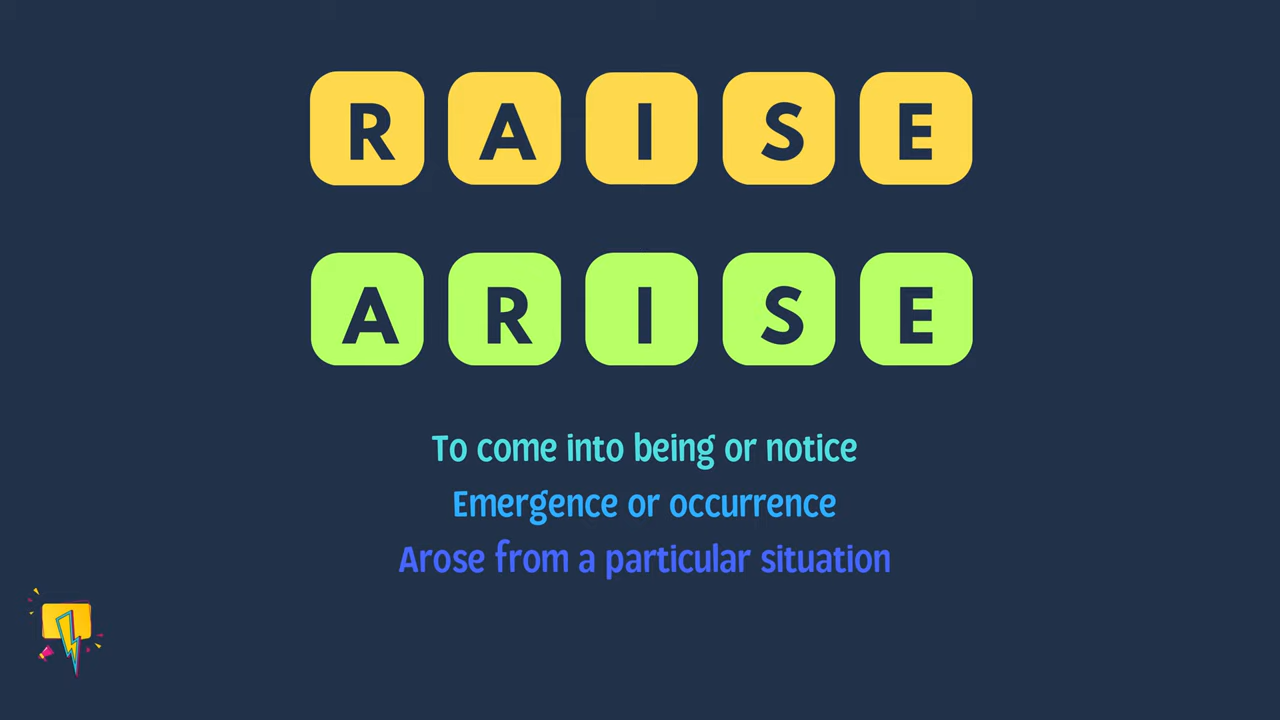 RAISE
ARISE
To come into being or notice
Emergence or occurrence
Arose from a particular situation